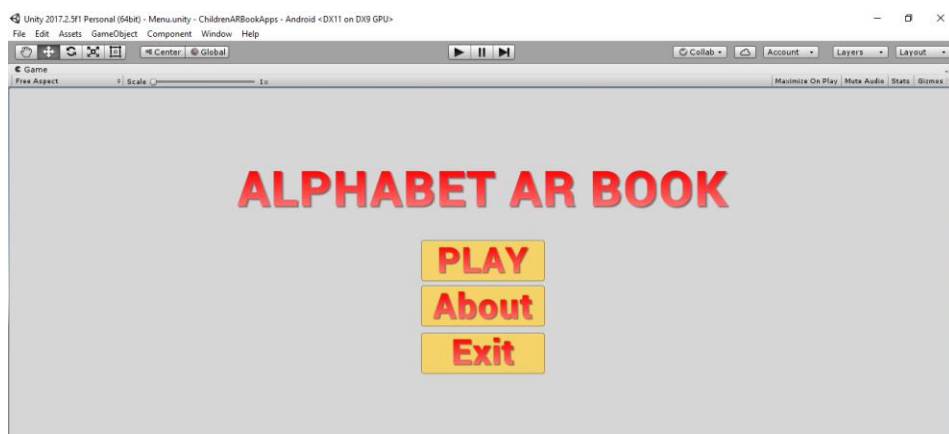 Unity 2017.2.5f1 Personal (64bit) - Menu.unity - ChildrenARBookApps - Android <DX11 on DX9 GPU>
File Edit Assets GameObject Component Window Help
Center Global Collab Account Layers Layout
Game
Free Aspect Scale 1x Maximize On Play Mute Audio Stats Gizmos
ALPHABET AR BOOK
PLAY
About
Exit